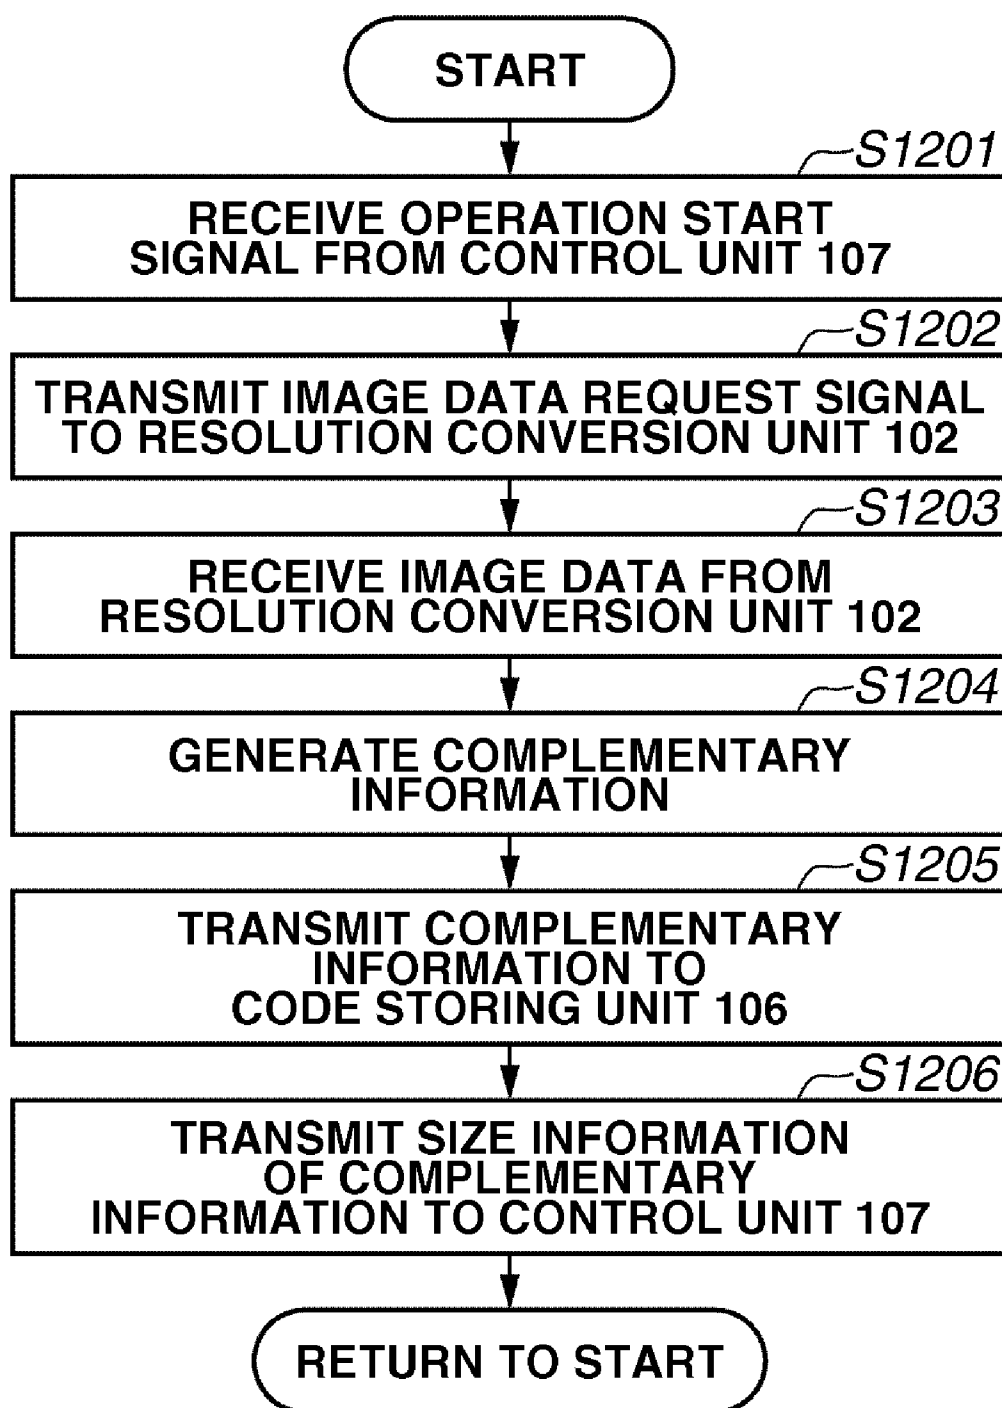 START
S1201
RECEIVE OPERATION START
SIGNAL FROM CONTROL UNIT 107
S1202
TRANSMIT IMAGE DATA REQUEST SIGNAL
TO RESOLUTION CONVERSION UNIT 102
S1203
RECEIVE IMAGE DATA FROM
RESOLUTION CONVERSION UNIT 102
S1204
GENERATE COMPLEMENTARY
INFORMATION
S1205
TRANSMIT COMPLEMENTARY
INFORMATION TO
CODE STORING UNIT 106
S1206
TRANSMIT SIZE INFORMATION
OF COMPLEMENTARY
INFORMATION TO CONTROL UNIT 107
RETURN TO START